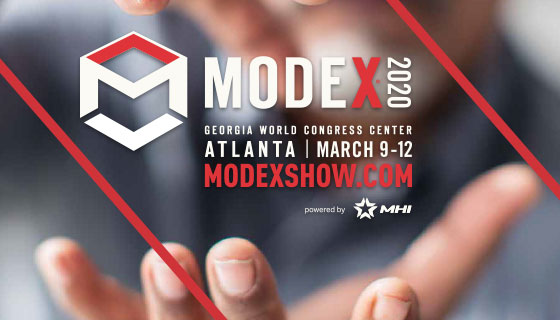 MODEX 2020
GEORGIA WORLD CONGRESS CENTER
ATLANTA | MARCH 9-12
MODEXSHOW.COM
powered by MHI